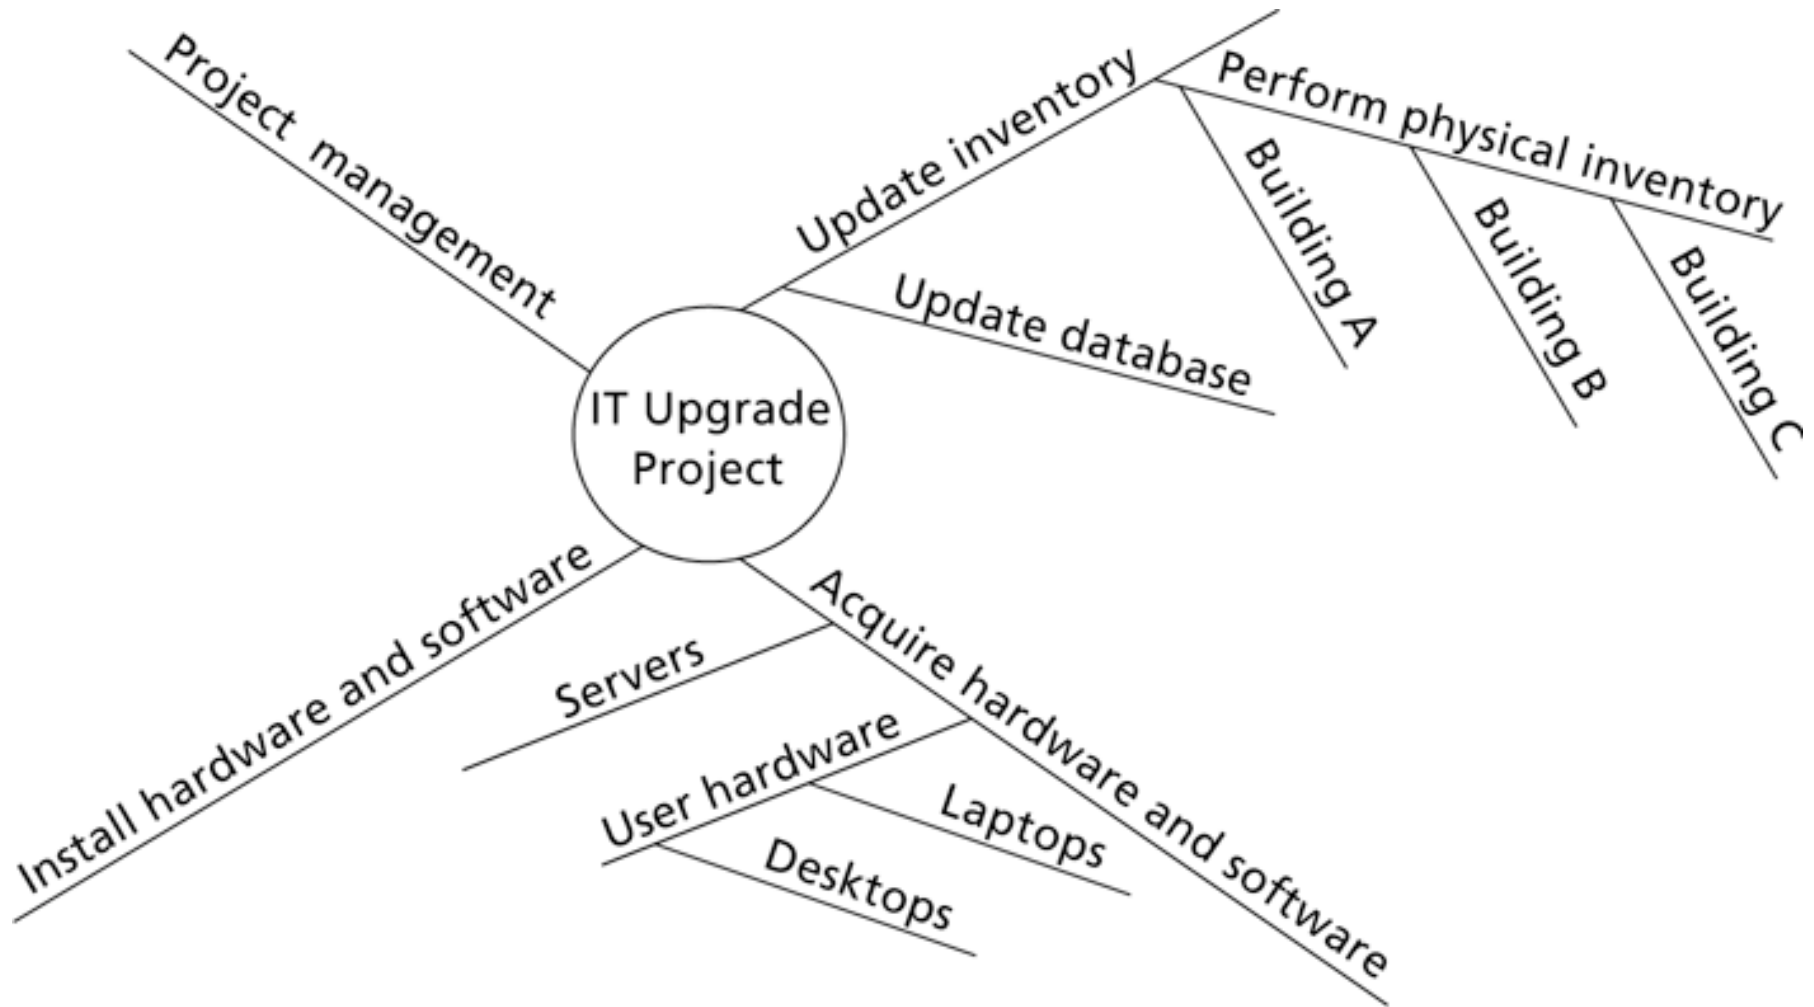 Project management
Update inventory
Perform physical inventory
Building A
Building B
Building C
Update database
IT Upgrade
Project
Install hardware and software
Acquire hardware and software
Servers
User hardware
Laptops
Desktops